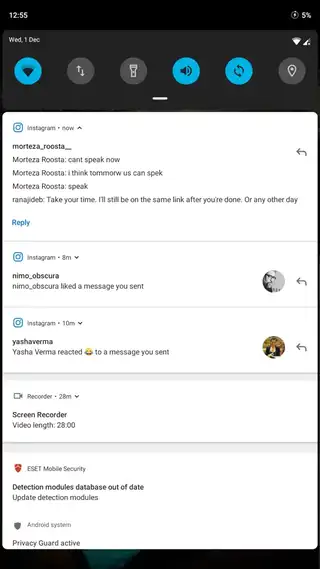 12:55
5%
Wed, 1 Dec
Instagram • now
morteza_roosta__
Morteza Roosta: cant speak now
Morteza Roosta: i think tommorw us can spek
Morteza Roosta: speak
ranajideb: Take your time. I'll still be on the same link after you're done. Or any other day
Reply
Instagram • 8m
nimo_obscura
nimo_obscura liked a message you sent
Instagram • 10m
yashaverma
Yasha Verma reacted 😂 to a message you sent
Recorder • 28m
Screen Recorder
Video length: 28:00
ESET Mobile Security
Detection modules database out of date
Update detection modules
Android system
Privacy Guard active